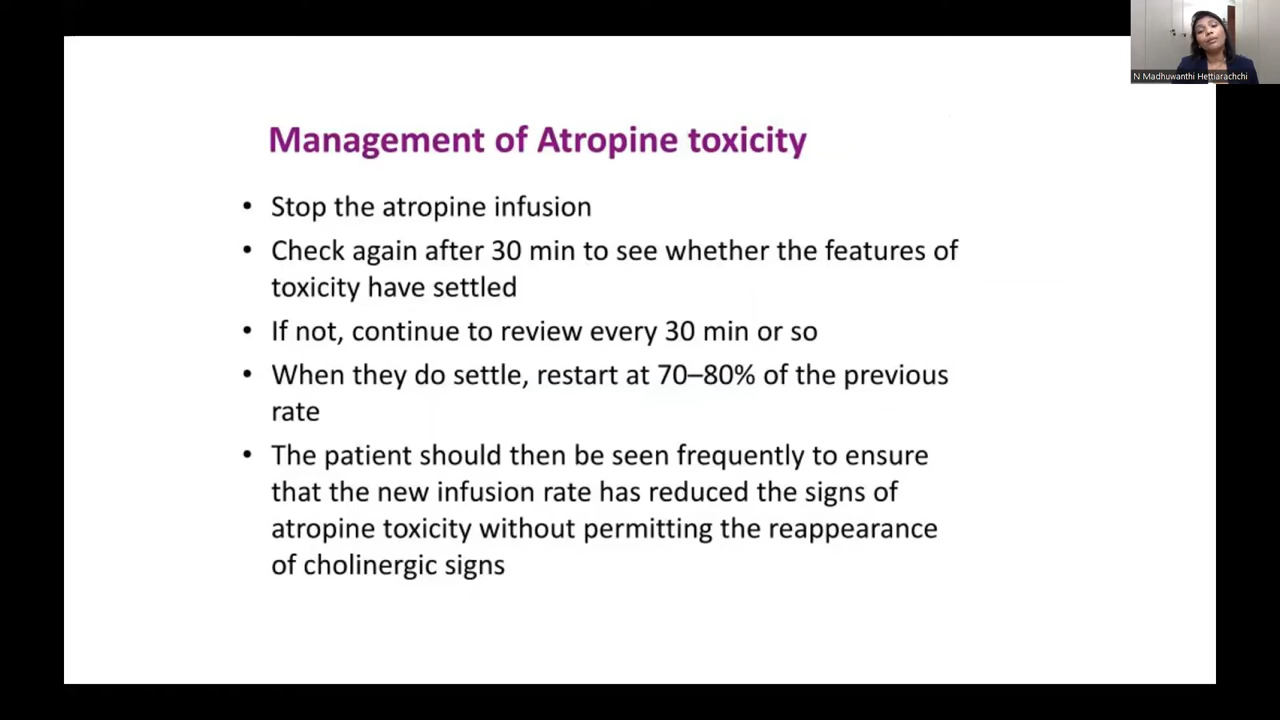 N Madhuwanthi Hettiarachchi
Management of Atropine toxicity
• Stop the atropine infusion
• Check again after 30 min to see whether the features of
toxicity have settled
• If not, continue to review every 30 min or so
• When they do settle, restart at 70–80% of the previous
rate
• The patient should then be seen frequently to ensure
that the new infusion rate has reduced the signs of
atropine toxicity without permitting the reappearance
of cholinergic signs